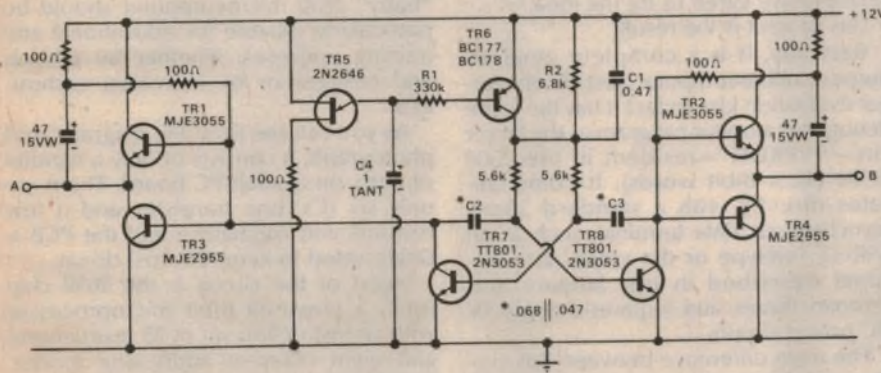 +12V
100Ω
100Ω
TR1
MJE3055
47
15VW
+
-
A
TR3
MJE2955
TR5
2N2646
100Ω
TANT
R1
330k
TR6
BC177,
BC178
R2
6.8k
C1
0.47
5.6k
5.6k
*
C2
*
C3
TR7
TT801,
2N3053
TR8
TT801,
2N3053
* .068 .047
100Ω
100Ω
TR2
MJE3055
47
15VW
+
-
B
TR4
MJE2955